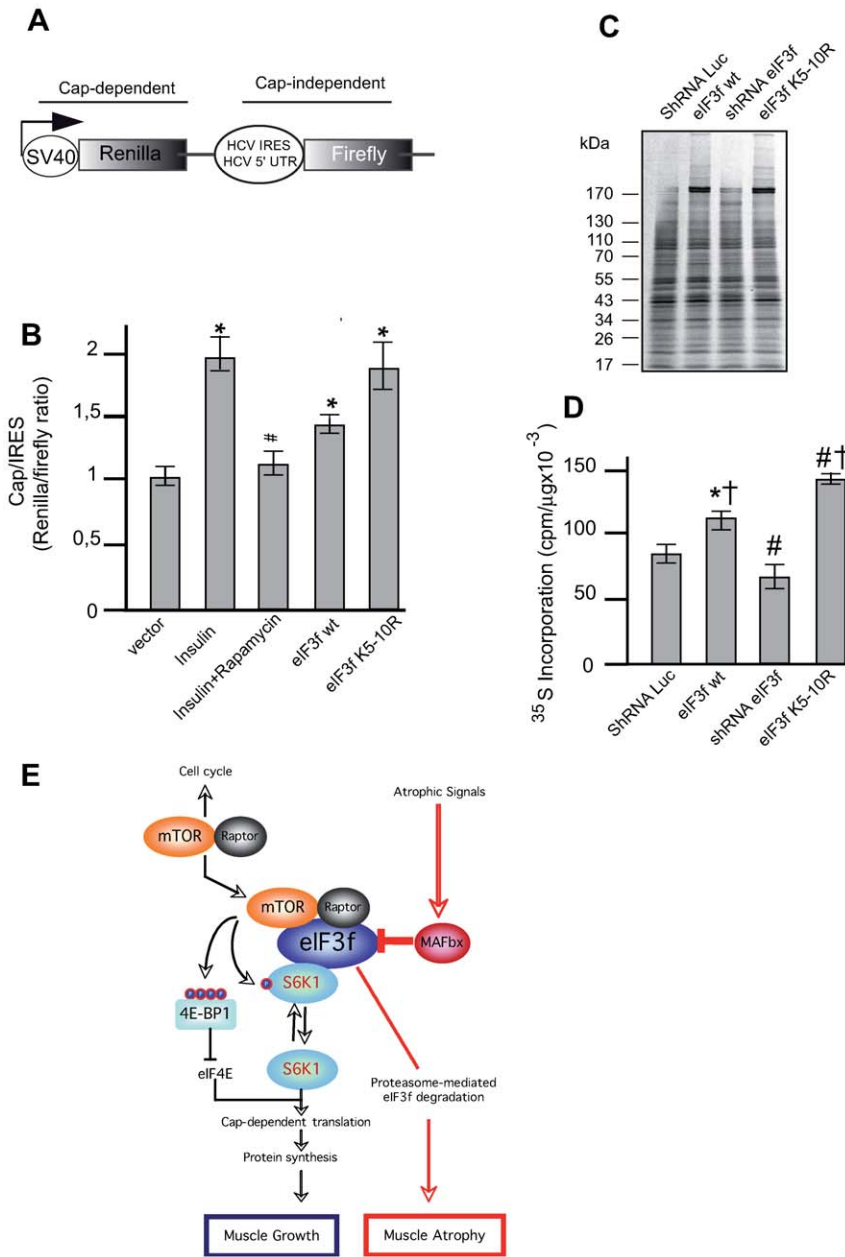 A
Cap-dependent
Cap-independent
SV40
Renilla
HCV IRES
HCV 5' UTR
Firefly
B
Cap/IRES
(Renilla/firefly ratio)
2
1,5
1
0,5
0
*
#
*
*
vector
Insulin
Insulin+Rapamycin
eIF3f wt
eIF3f K5-10R
C
ShRNA Luc
eIF3f wt
shRNA eIF3f
eIF3f K5-10R
kDa
170
130
110
70
55
43
34
26
17
D
35S Incorporation (cpm/µgx10-3)
150
100
50
0
*†
#
#†
ShRNA Luc
eIF3f wt
shRNA eIF3f
eIF3f K5-10R
E
Cell cycle
mTOR
Raptor
Atrophic Signals
mTOR
Raptor
eIF3f
MAFbx
P
S6K1
P P P P
4E-BP1
eIF4E
S6K1
Proteasome-mediated
eIF3f degradation
Cap-dependent translation
Protein synthesis
Muscle Growth
Muscle Atrophy